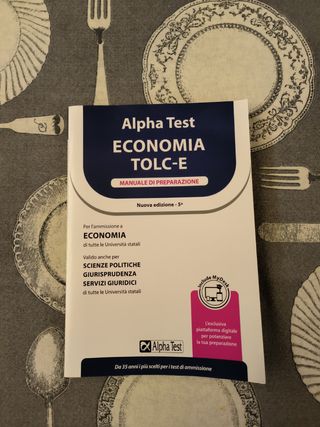 Alpha Test
ECONOMIA
TOLC-E
MANUALE DI PREPARAZIONE
Nuova edizione - 5ª
Per l'ammissione a
ECONOMIA
di tutte le Università statali
Valido anche per
SCIENZE POLITICHE
GIURISPRUDENZA
SERVIZI GIURIDICI
di tutte le Università statali
Include MyDesk
L'esclusiva
piattaforma digitale
per potenziare
la tua preparazione
Alpha Test
Da 35 anni i più scelti per i test di ammissione